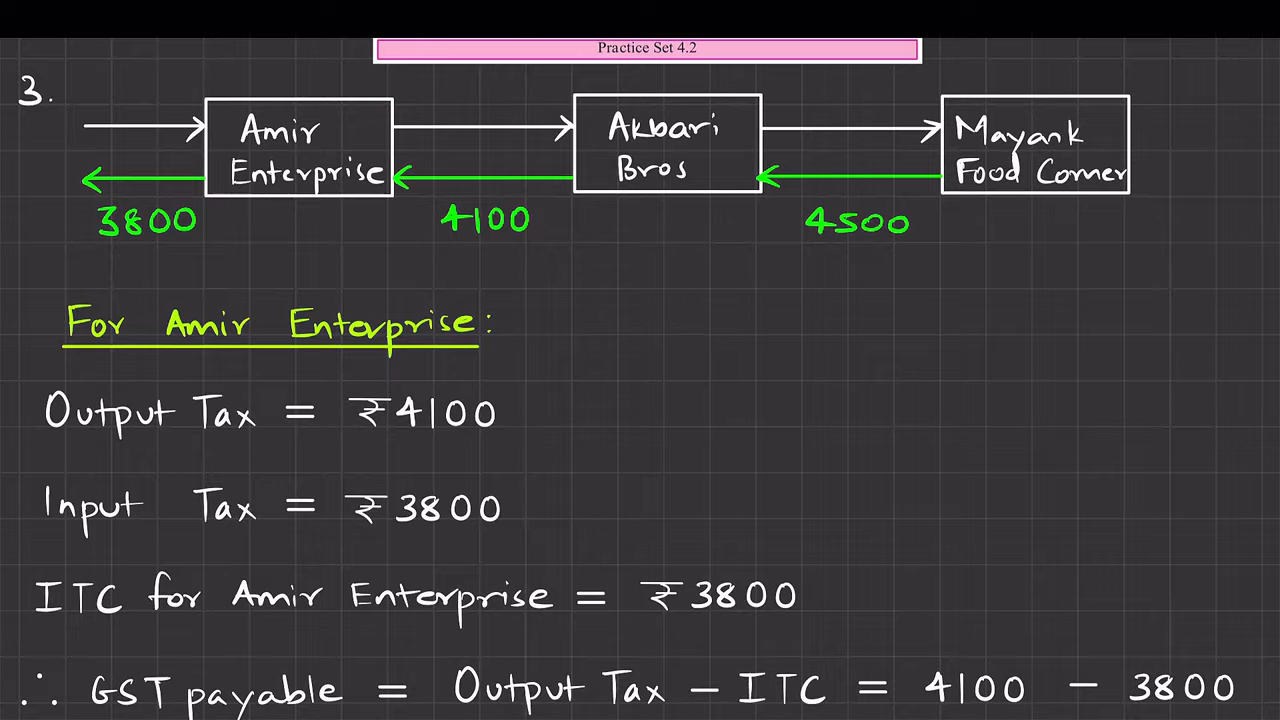 Practice Set 4.2
3.
Amir
Enterprise
Akbari
Bros
Mayank
Food Corner
3800
4100
4500
For Amir Enterprise:
Output Tax = ₹4100
Input Tax = ₹3800
ITC for Amir Enterprise = ₹3800
∴ GST payable = Output Tax – ITC = 4100 – 3800